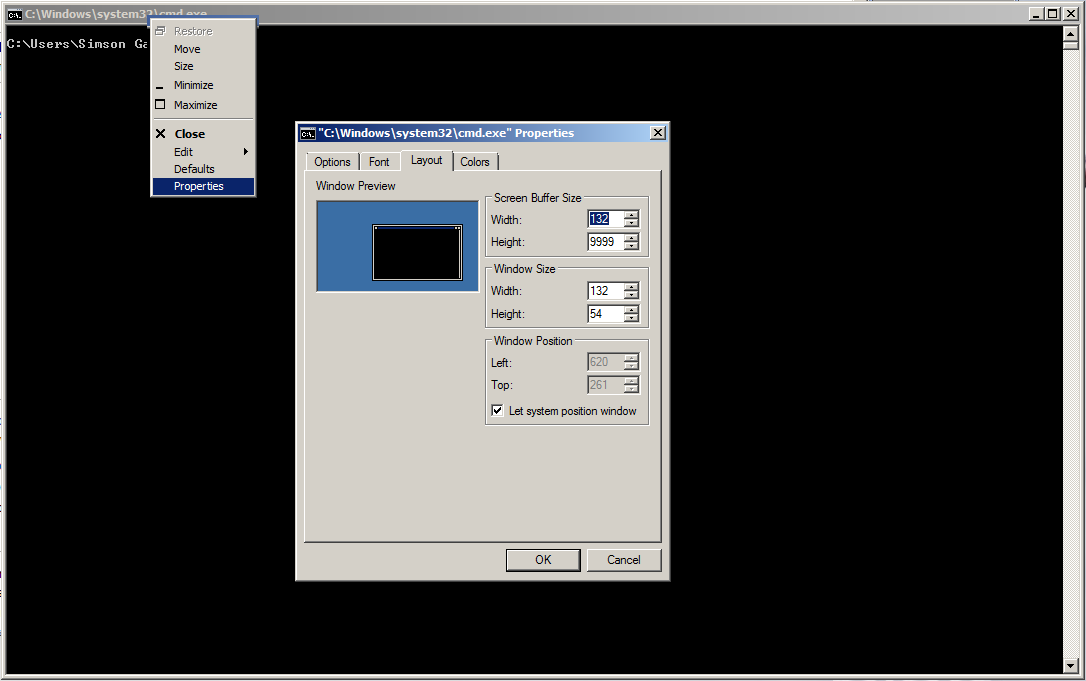 C:\Windows\system32\cmd.exe
C:\Users\Simson Ga
Restore
Move
Size
Minimize
Maximize
Close
Edit
Defaults
Properties
"C:\Windows\system32\cmd.exe" Properties
Options Font Layout Colors
Window Preview
Screen Buffer Size
Width: 132
Height: 9999
Window Size
Width: 132
Height: 54
Window Position
Left: 620
Top: 261
Let system position window
OK Cancel